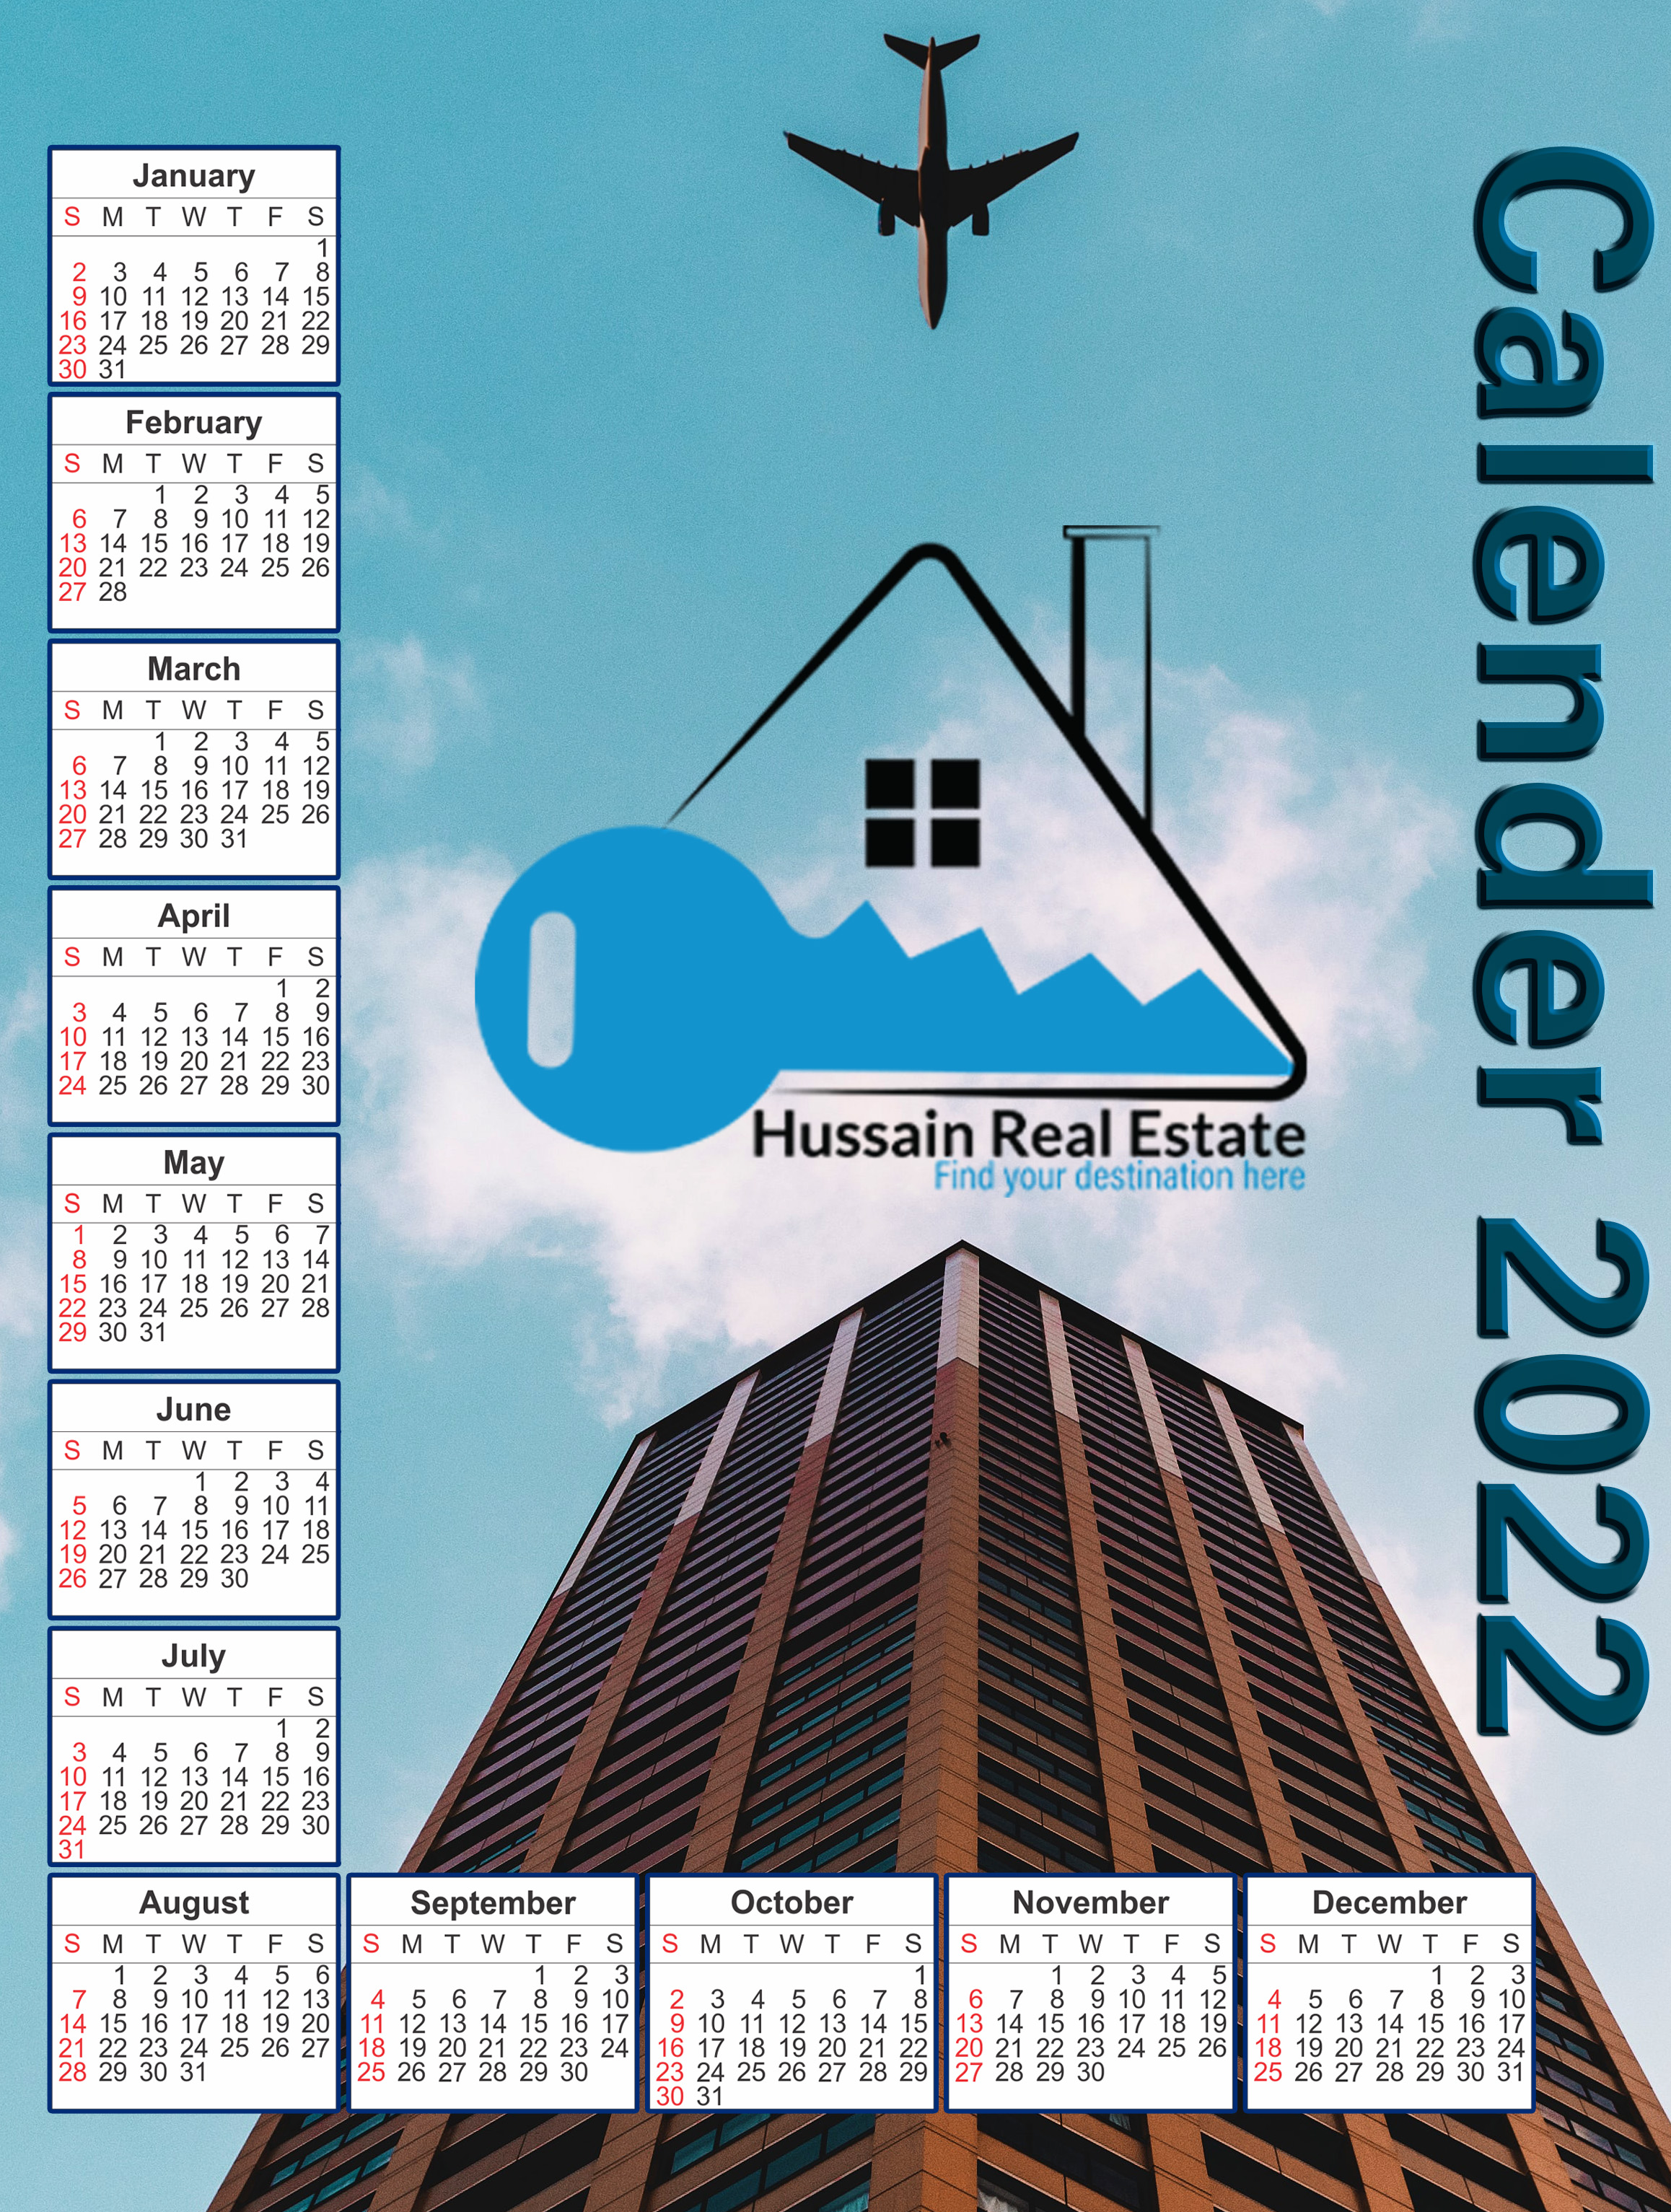 Calender 2022
January
S M T W T F S
1
2 3 4 5 6 7 8
9 10 11 12 13 14 15
16 17 18 19 20 21 22
23 24 25 26 27 28 29
30 31
February
S M T W T F S
1 2 3 4 5
6 7 8 9 10 11 12
13 14 15 16 17 18 19
20 21 22 23 24 25 26
27 28
March
S M T W T F S
1 2 3 4 5
6 7 8 9 10 11 12
13 14 15 16 17 18 19
20 21 22 23 24 25 26
27 28 29 30 31
April
S M T W T F S
1 2
3 4 5 6 7 8 9
10 11 12 13 14 15 16
17 18 19 20 21 22 23
24 25 26 27 28 29 30
May
S M T W T F S
1 2 3 4 5 6 7
8 9 10 11 12 13 14
15 16 17 18 19 20 21
22 23 24 25 26 27 28
29 30 31
June
S M T W T F S
1 2 3 4
5 6 7 8 9 10 11
12 13 14 15 16 17 18
19 20 21 22 23 24 25
26 27 28 29 30
July
S M T W T F S
1 2
3 4 5 6 7 8 9
10 11 12 13 14 15 16
17 18 19 20 21 22 23
24 25 26 27 28 29 30
31
August
S M T W T F S
1 2 3 4 5 6
7 8 9 10 11 12 13
14 15 16 17 18 19 20
21 22 23 24 25 26 27
28 29 30 31
September
S M T W T F S
1 2 3
4 5 6 7 8 9 10
11 12 13 14 15 16 17
18 19 20 21 22 23 24
25 26 27 28 29 30
October
S M T W T F S
1
2 3 4 5 6 7 8
9 10 11 12 13 14 15
16 17 18 19 20 21 22
23 24 25 26 27 28 29
30 31
November
S M T W T F S
1 2 3 4 5
6 7 8 9 10 11 12
13 14 15 16 17 18 19
20 21 22 23 24 25 26
27 28 29 30
December
S M T W T F S
1 2 3
4 5 6 7 8 9 10
11 12 13 14 15 16 17
18 19 20 21 22 23 24
25 26 27 28 29 30 31
Hussain Real Estate
Find your destination here